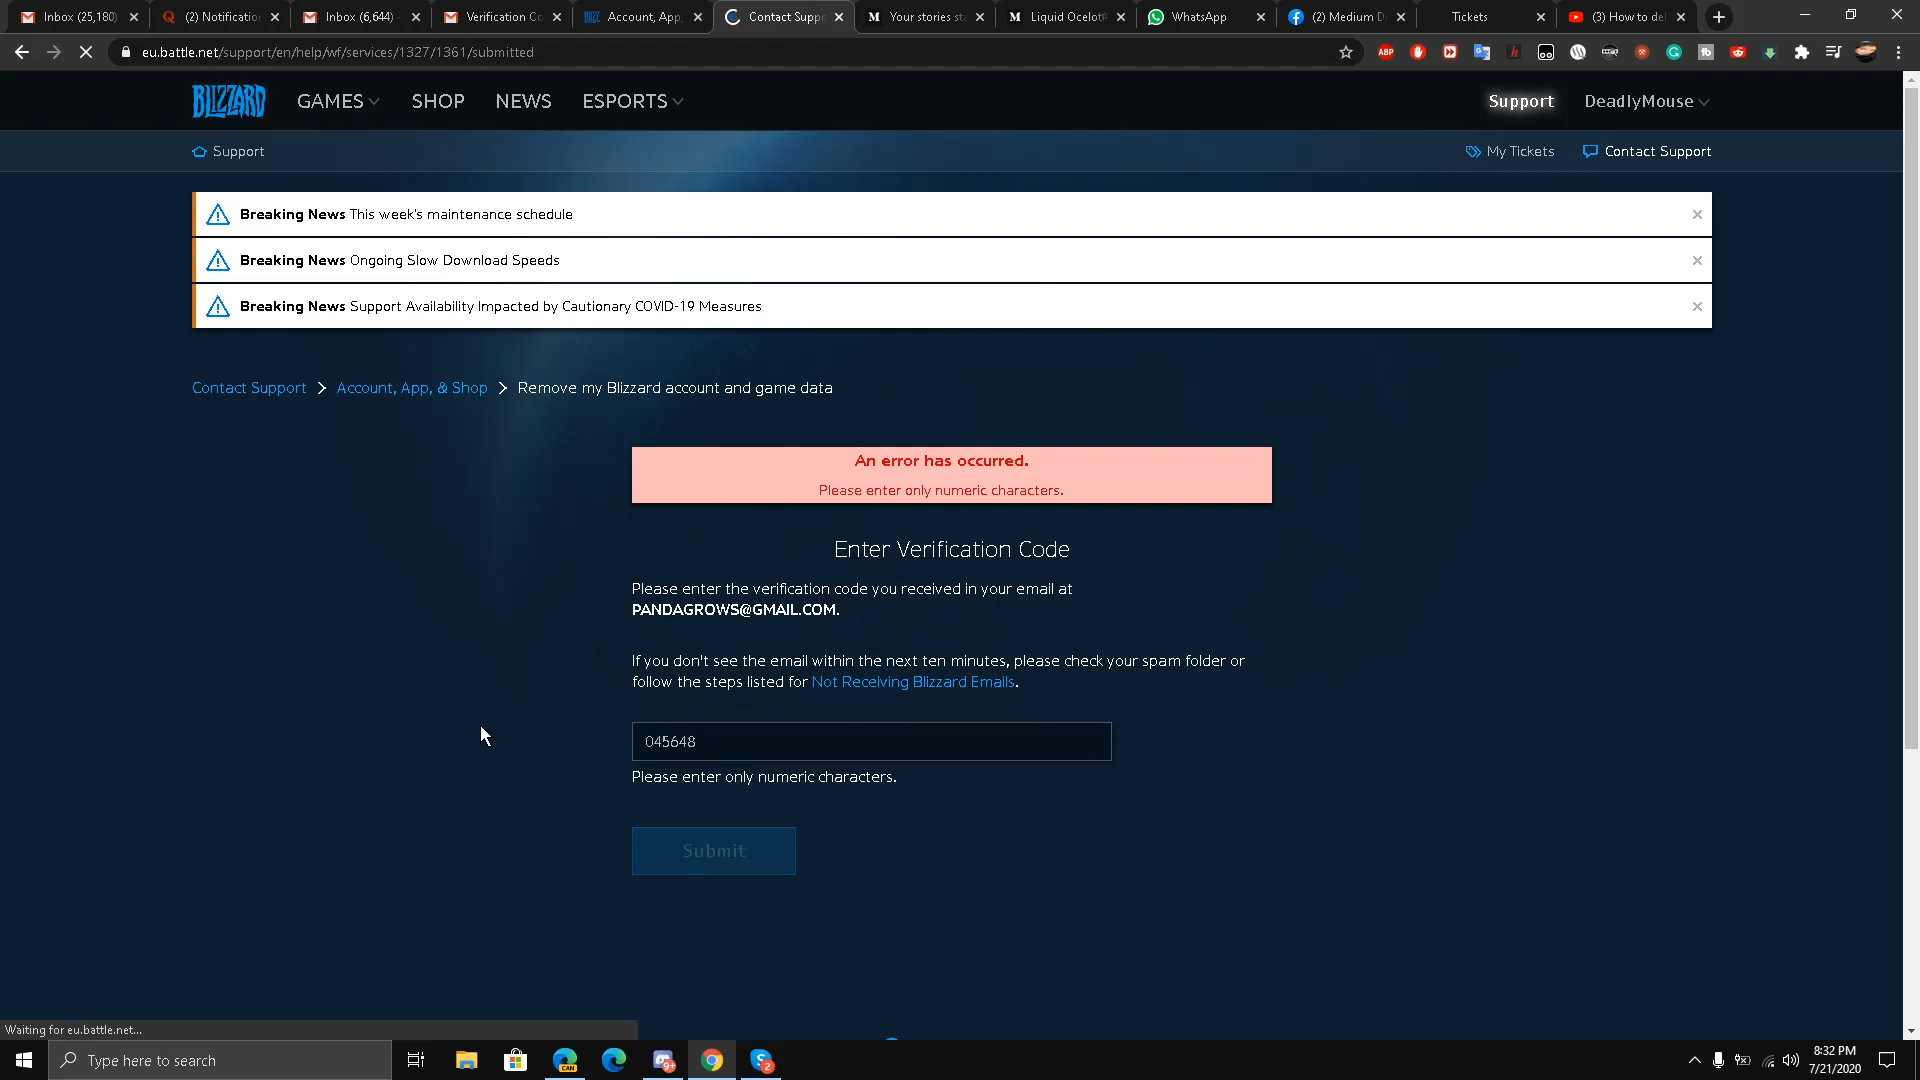 Inbox (25,180)
(2) Notification
Inbox (6,644) -
Verification Co
Account, App,
Contact Suppo
Your stories sta
Liquid Ocelot
WhatsApp
(2) Medium D
Tickets
(3) How to del
eu.battle.net/support/en/help/wf/services/1327/1361/submitted
BLIZZARD
GAMES
SHOP
NEWS
ESPORTS
Support
DeadlyMouse
Support
My Tickets
Contact Support
Breaking News This week's maintenance schedule
Breaking News Ongoing Slow Download Speeds
Breaking News Support Availability Impacted by Cautionary COVID-19 Measures
Contact Support > Account, App, & Shop > Remove my Blizzard account and game data
An error has occurred.
Please enter only numeric characters.
Enter Verification Code
Please enter the verification code you received in your email at
PANDAGROWS@GMAIL.COM.
If you don't see the email within the next ten minutes, please check your spam folder or
follow the steps listed for Not Receiving Blizzard Emails.
045648
Please enter only numeric characters.
Submit
Waiting for eu.battle.net...
Type here to search
8:32 PM
7/21/2020